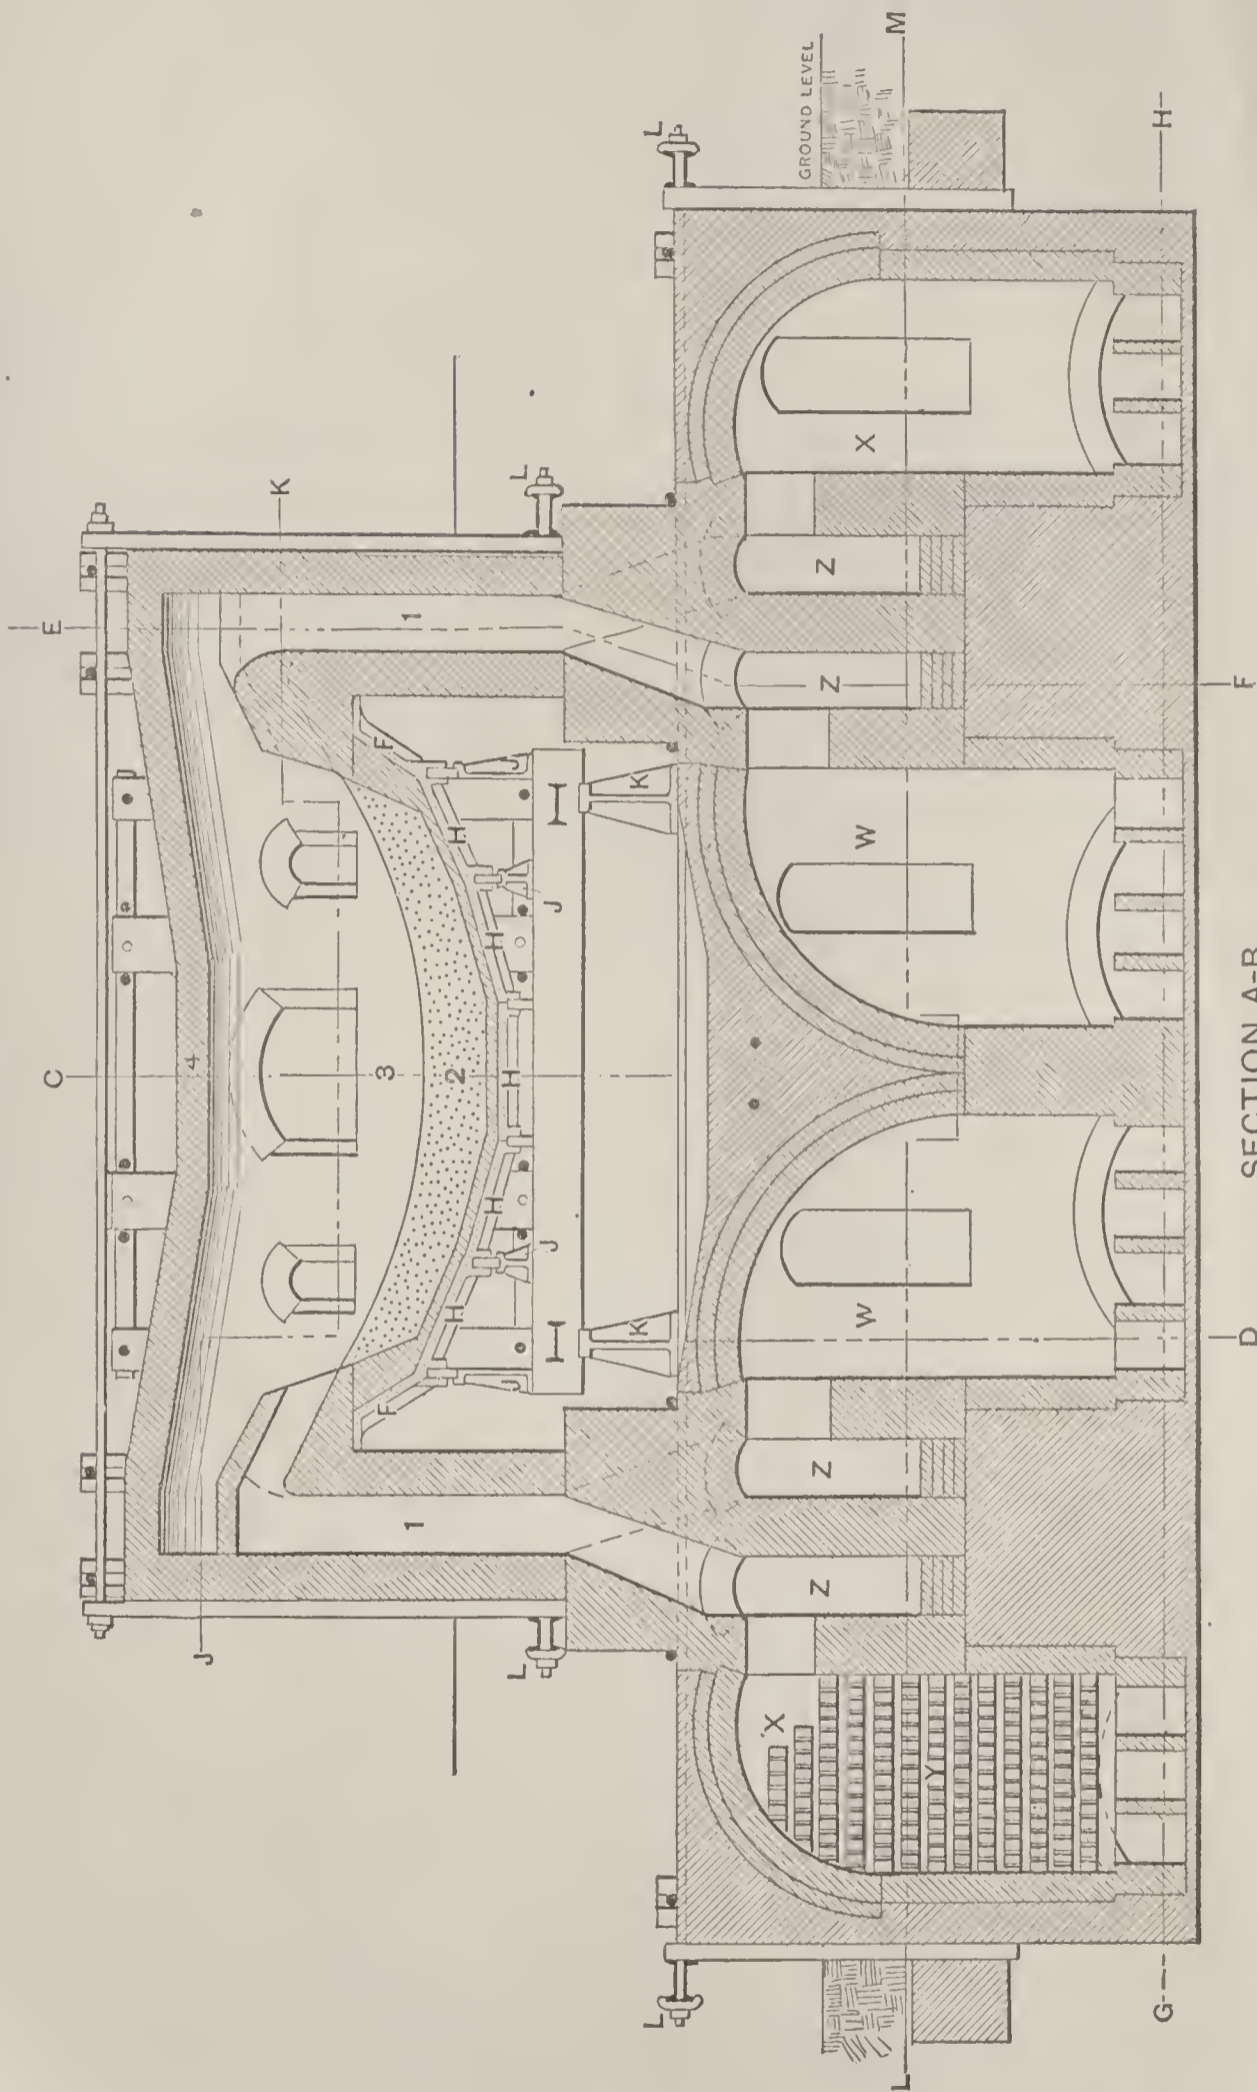 C E
J 4
K
F 3 F
1 1
2
H H H H H
J J
L L
J J
K K
L L
X
GROUND LEVEL
Z Z Z Z
W W X
L Y M
G H
D F
SECTION A-B